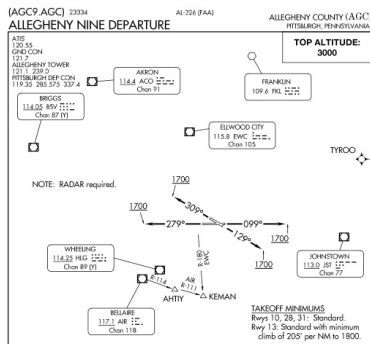 (AGC9.AGC) 23334
AL-326 (FAA)
ALLEGHENY COUNTY (AGC)
ALLEGHENY NINE DEPARTURE
PITTSBURGH, PENNSYLVANIA
ATIS
120.55
GND CON
121.7
ALLEGHENY TOWER
121.1 239.0
PITTSBURGH DEP CON
119.35 285.575 337.4
TOP ALTITUDE:
3000
AKRON
114.4 ACO
Chan 91
FRANKLIN
109.6 FKL
BRIGGS
114.05 BSV
Chan 87 (Y)
ELLWOOD CITY
115.8 EWC
Chan 105
TYROO
NOTE: RADAR required.
1700
309°
1700
279°
099°
1700
129°
1700
R-180
EWC
WHEELING
114.25 HLG
Chan 89 (Y)
JOHNSTOWN
113.0 JST
Chan 77
R-114
AIR
R-111
AHTIY
KEMAN
BELLAIRE
117.1 AIR
Chan 118
TAKEOFF MINIMUMS
Rwys 10, 28, 31: Standard.
Rwy 13: Standard with minimum
climb of 205' per NM to 1800.